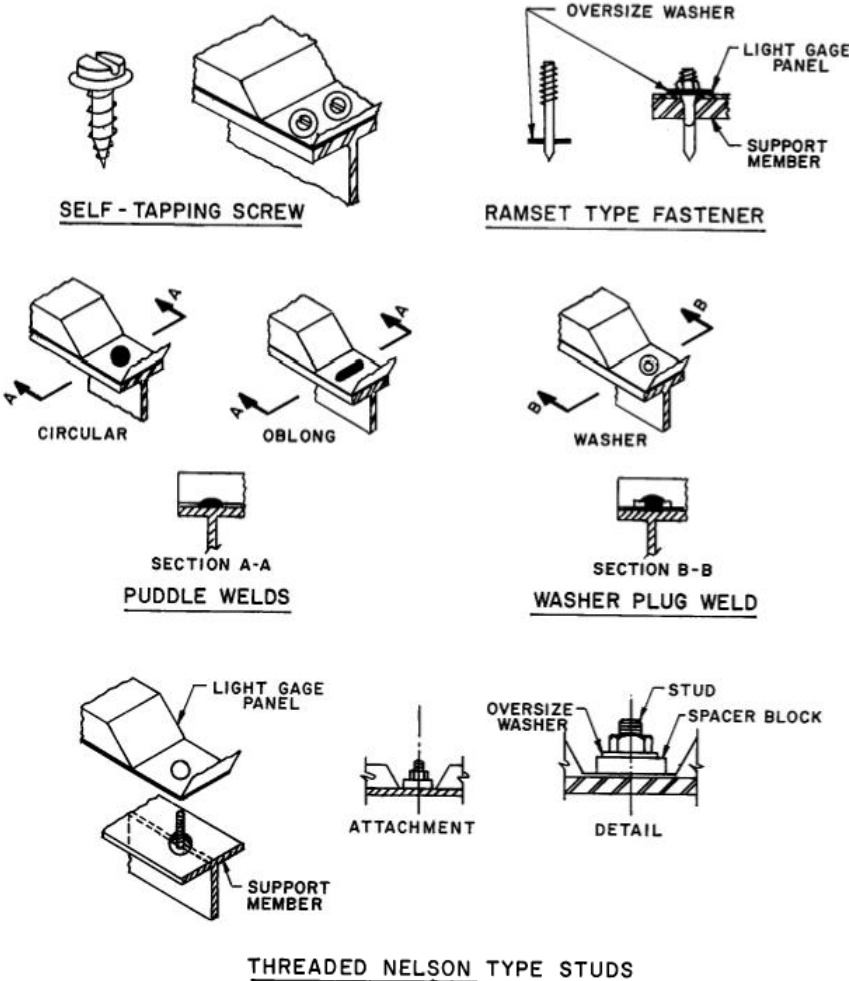 OVERSIZE WASHER
LIGHT GAGE
PANEL
SUPPORT
MEMBER
SELF-TAPPING SCREW
RAMSET TYPE FASTENER
A
A
A
A
B
B
CIRCULAR
OBLONG
WASHER
SECTION A-A
SECTION B-B
PUDDLE WELDS
WASHER PLUG WELD
LIGHT GAGE
PANEL
SUPPORT
MEMBER
ATTACHMENT
OVERSIZE
WASHER
STUD
SPACER BLOCK
DETAIL
THREADED NELSON TYPE STUDS